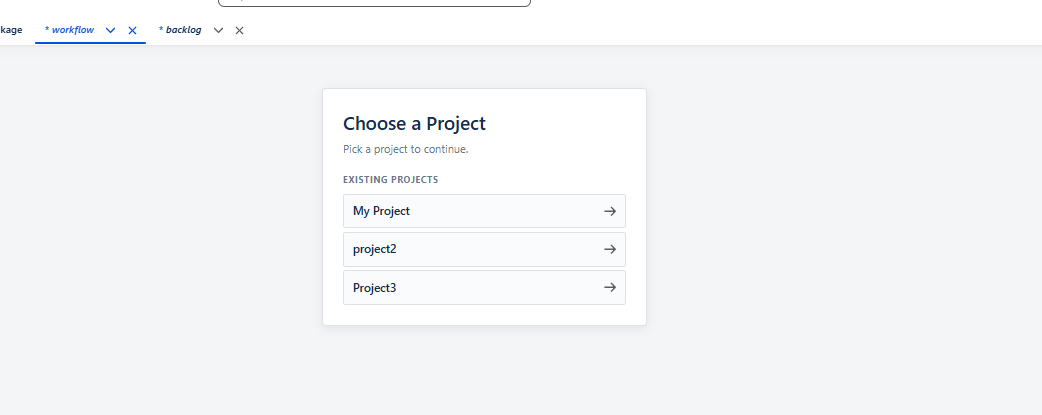 kage
* workflow
* backlog
Choose a Project
Pick a project to continue.
EXISTING PROJECTS
My Project
project2
Project3